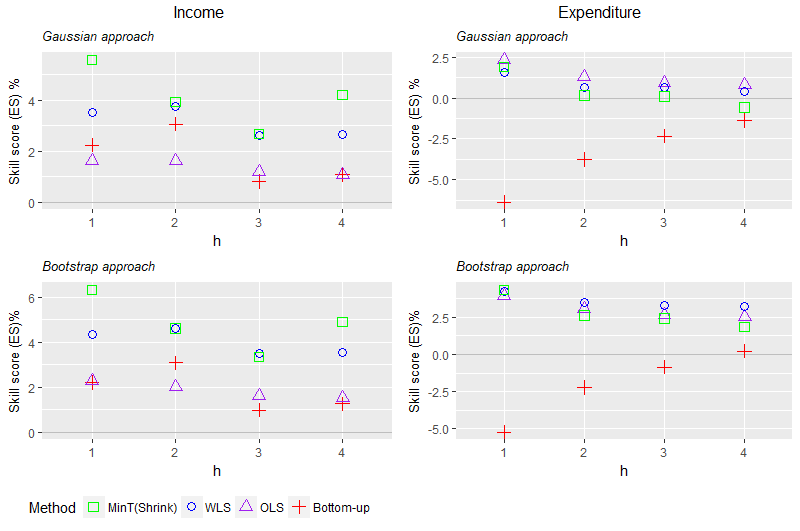 Income
Expenditure
Gaussian approach
Gaussian approach
Skill score (ES) %
4
2
0
1 2 3 4
h
Skill score (ES) %
2.5
0.0
-2.5
-5.0
1 2 3 4
h
Bootstrap approach
Bootstrap approach
Skill score (ES)%
6
4
2
0
1 2 3 4
h
Skill score (ES) %
2.5
0.0
-2.5
-5.0
1 2 3 4
h
Method MinT(Shrink) WLS OLS Bottom-up